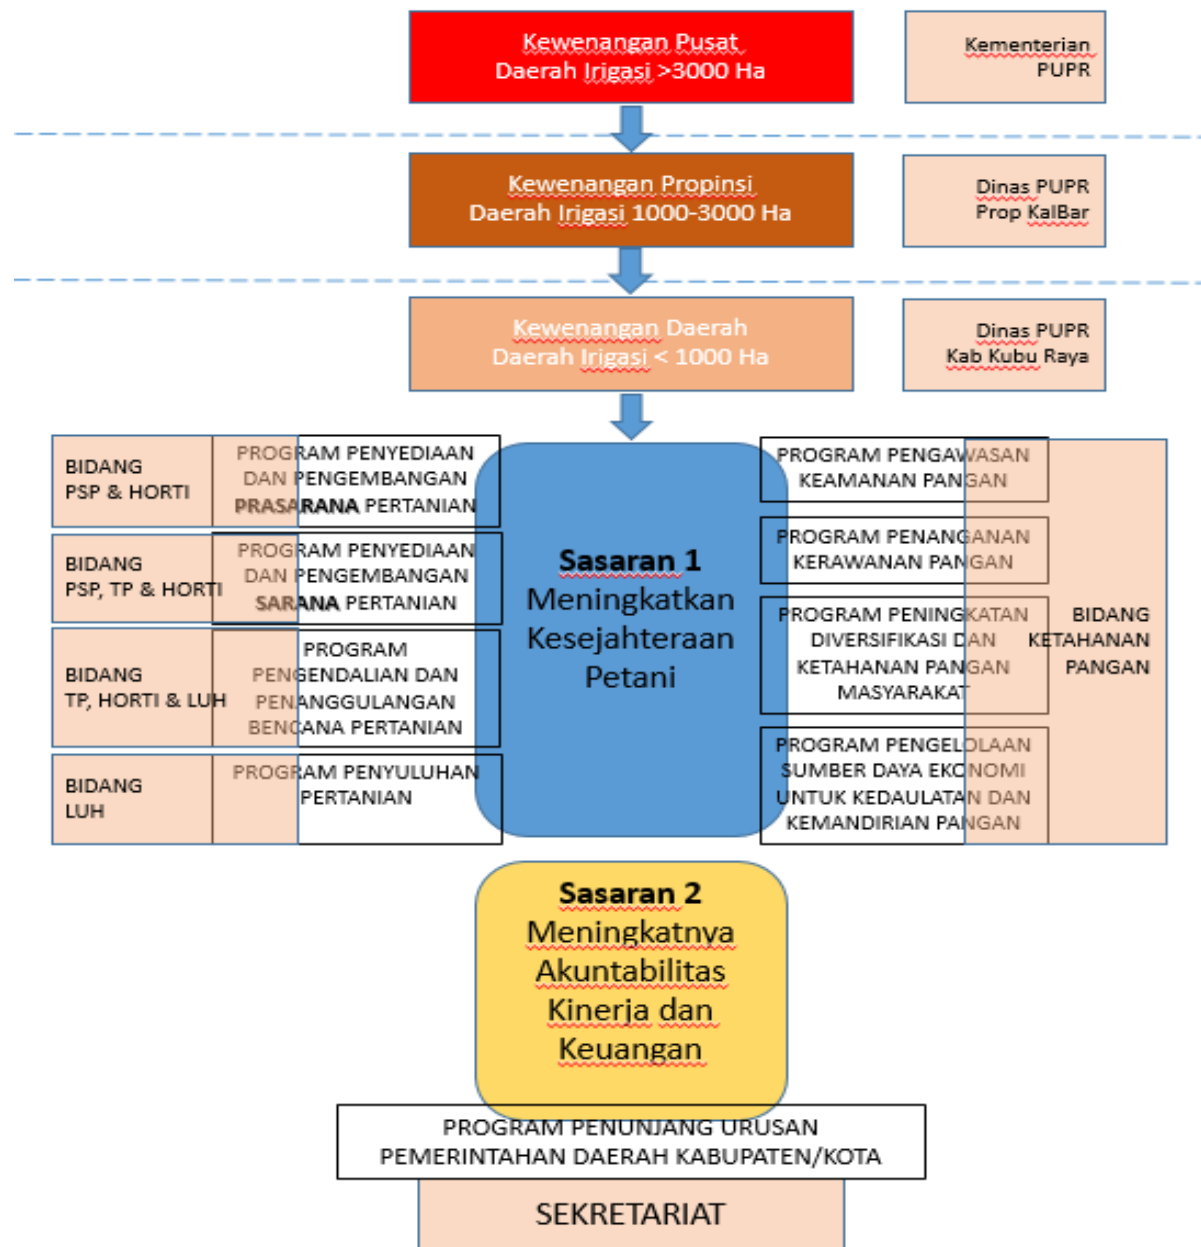 Kewenangan Pusat
Daerah Irigasi >3000 Ha
Kementerian
PUPR
Kewenangan Propinsi
Daerah Irigasi 1000-3000 Ha
Dinas PUPR
Prop KalBar
Kewenangan Daerah
Daerah Irigasi < 1000 Ha
Dinas PUPR
Kab Kubu Raya
BIDANG
PSP & HORTI
PROGRAM PENYEDIAAN
DAN PENGEMBANGAN
PRASARANA PERTANIAN
BIDANG
PSP, TP & HORTI
PROGRAM PENYEDIAAN
DAN PENGEMBANGAN
SARANA PERTANIAN
BIDANG
TP, HORTI & LUH
PROGRAM
PENGENDALIAN DAN
PENANGGULANGAN
BENCANA PERTANIAN
BIDANG
LUH
PROGRAM PENYULUHAN
PERTANIAN
Sasaran 1
Meningkatkan
Kesejahteraan
Petani
PROGRAM PENGAWASAN
KEAMANAN PANGAN
PROGRAM PENANGANAN
KERAWANAN PANGAN
PROGRAM PENINGKATAN
DIVERSIFIKASI DAN
KETAHANAN PANGAN
MASYARAKAT
PROGRAM PENGELOLAAN
SUMBER DAYA EKONOMI
UNTUK KEDAULATAN DAN
KEMANDIRIAN PANGAN
BIDANG
KETAHANAN
PANGAN
Sasaran 2
Meningkatnya
Akuntabilitas
Kinerja dan
Keuangan
PROGRAM PENUNJANG URUSAN
PEMERINTAHAN DAERAH KABUPATEN/KOTA
SEKRETARIAT